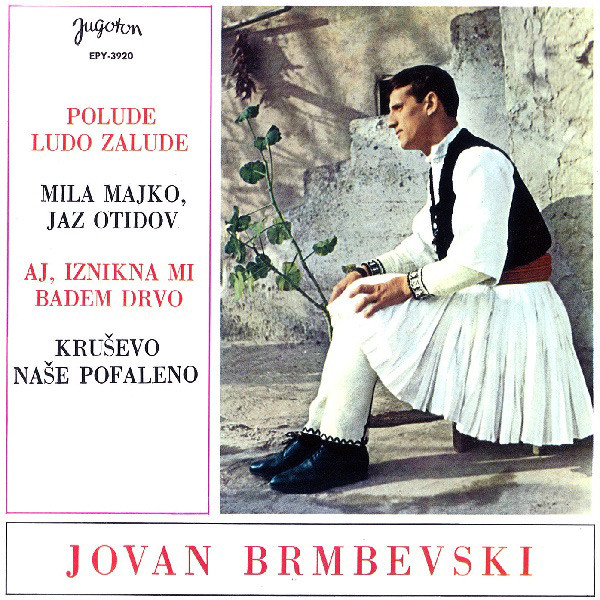 Jugoton
EPY-3920
POLUDE
LUDO ZALUDE
MILA MAJKO,
JAZ OTIDOV
AJ, IZNIKNA MI
BADEM DRVO
KRUŠEVO
NAŠE POFALENO
JOVAN BRMBEVSKI